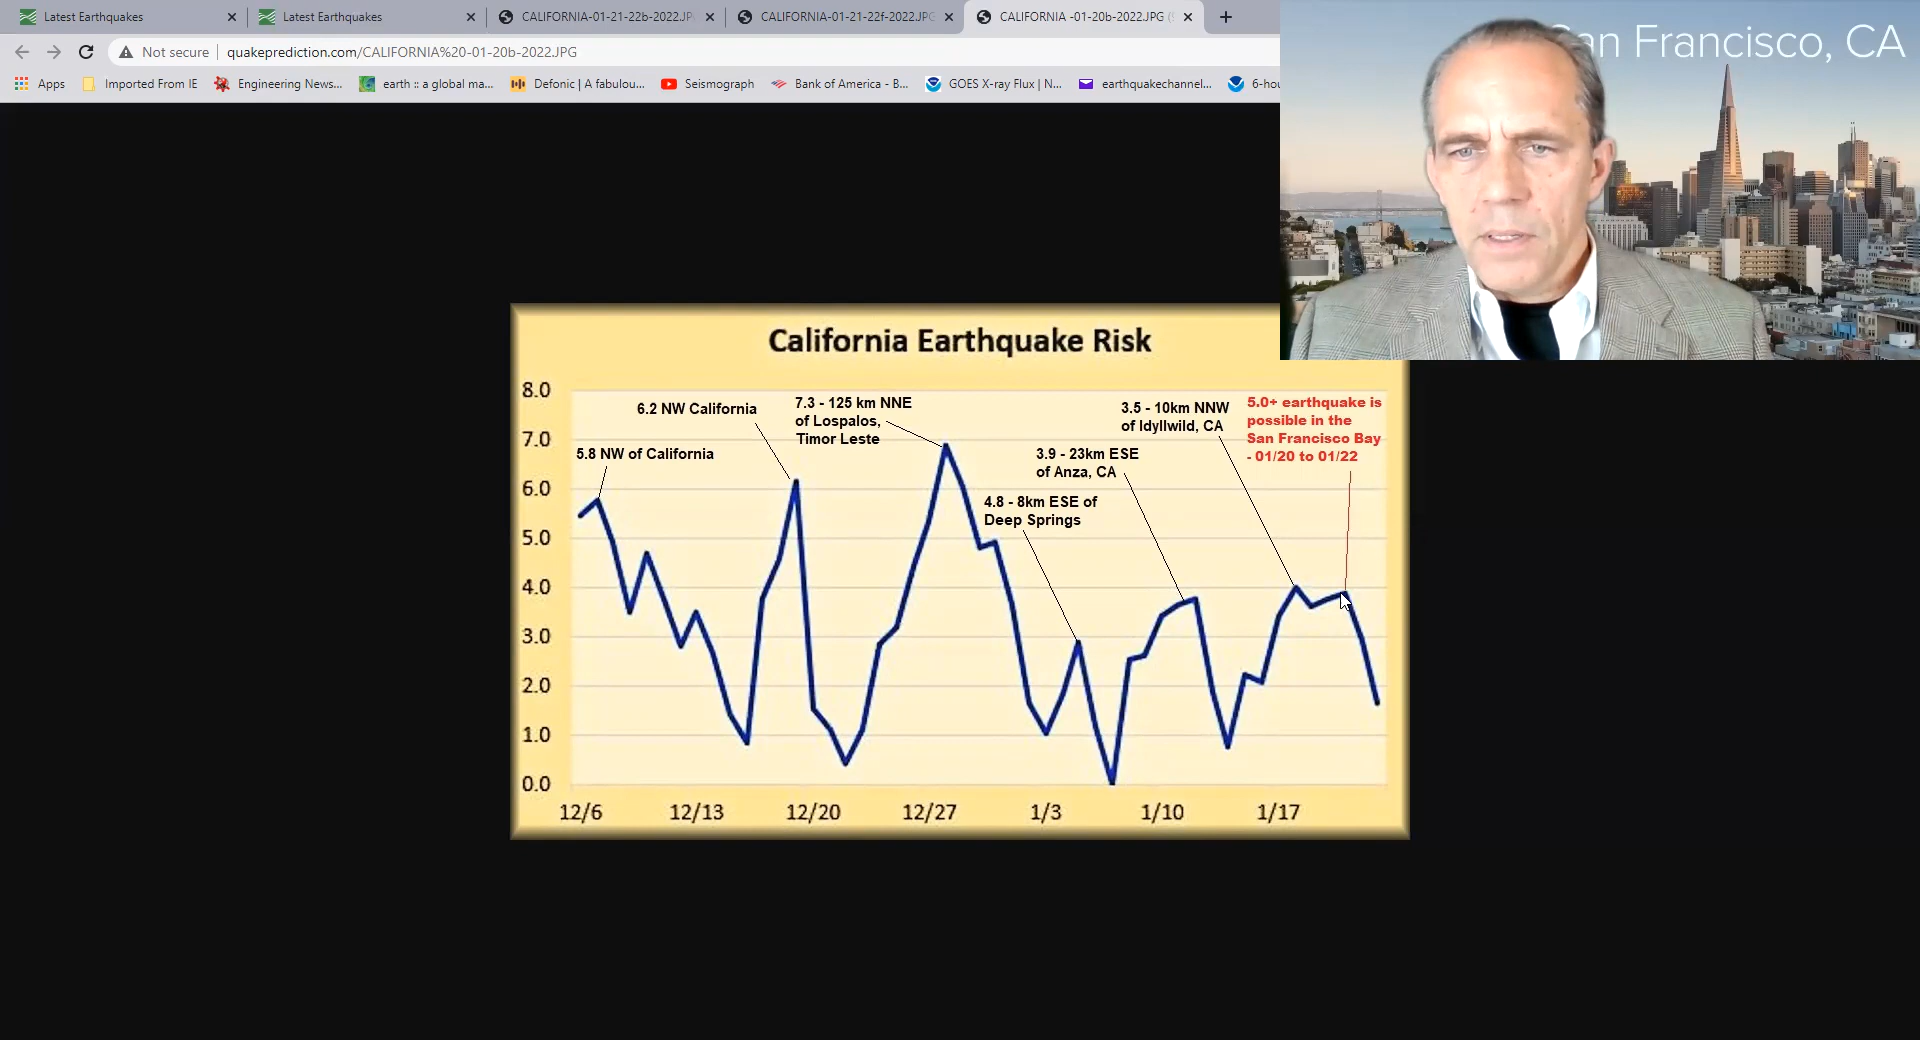 Latest Earthquakes
Latest Earthquakes
CALIFORNIA-01-21-22b-2022.JP
CALIFORNIA-01-21-22f-2022.JPG
CALIFORNIA -01-20b-2022.JPG (
Not secure
quakeprediction.com/CALIFORNIA%20-01-20b-2022.JPG
Apps
Imported From IE
Engineering News...
earth :: a global ma...
Defonic | A fabulou...
Seismograph
Bank of America - B...
GOES X-ray Flux | N...
earthquakechannel...
6-hou
an Francisco, CA
California Earthquake Risk
8.0
7.0
6.0
5.0
4.0
3.0
2.0
1.0
0.0
5.8 NW of California
6.2 NW California
7.3 - 125 km NNE
of Lospalos,
Timor Leste
4.8 - 8km ESE of
Deep Springs
3.9 - 23km ESE
of Anza, CA
3.5 - 10km NNW
of Idyllwild, CA
5.0+ earthquake is
possible in the
San Francisco Bay
- 01/20 to 01/22
12/6
12/13
12/20
12/27
1/3
1/10
1/17